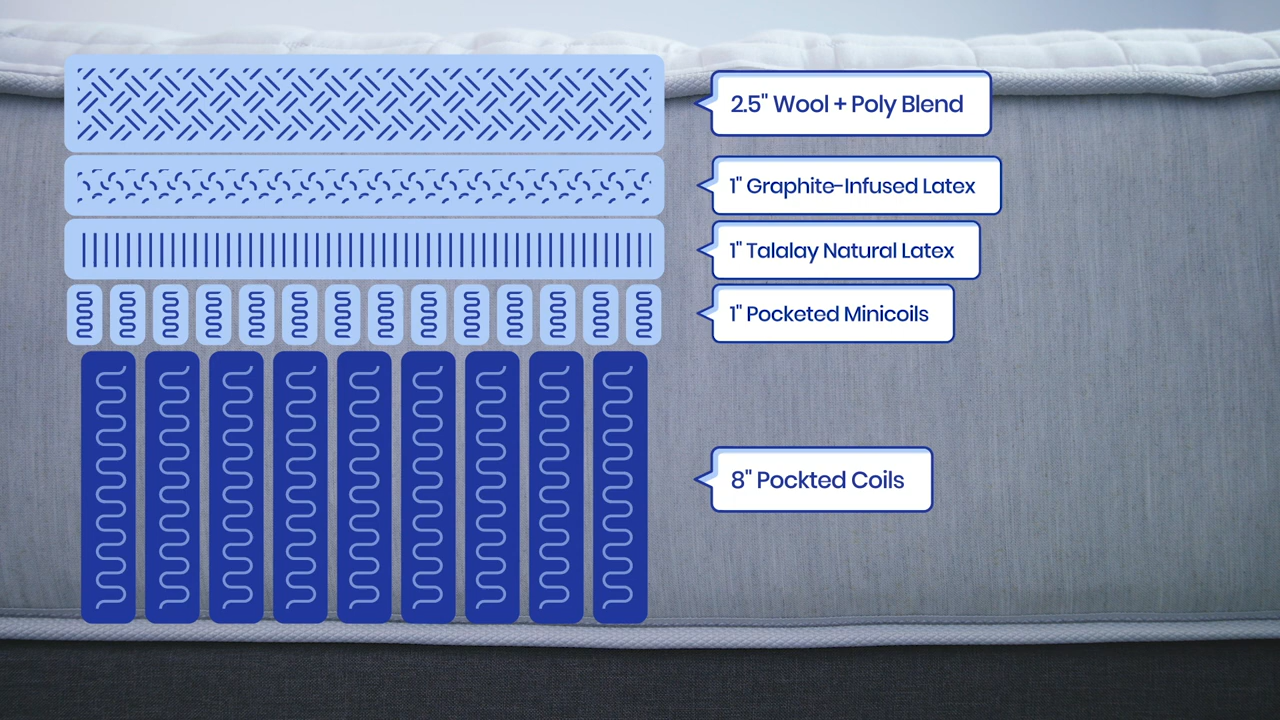 2.5" Wool + Poly Blend
1" Graphite-Infused Latex
1" Talalay Natural Latex
1" Pocketed Minicoils
8" Pockted Coils